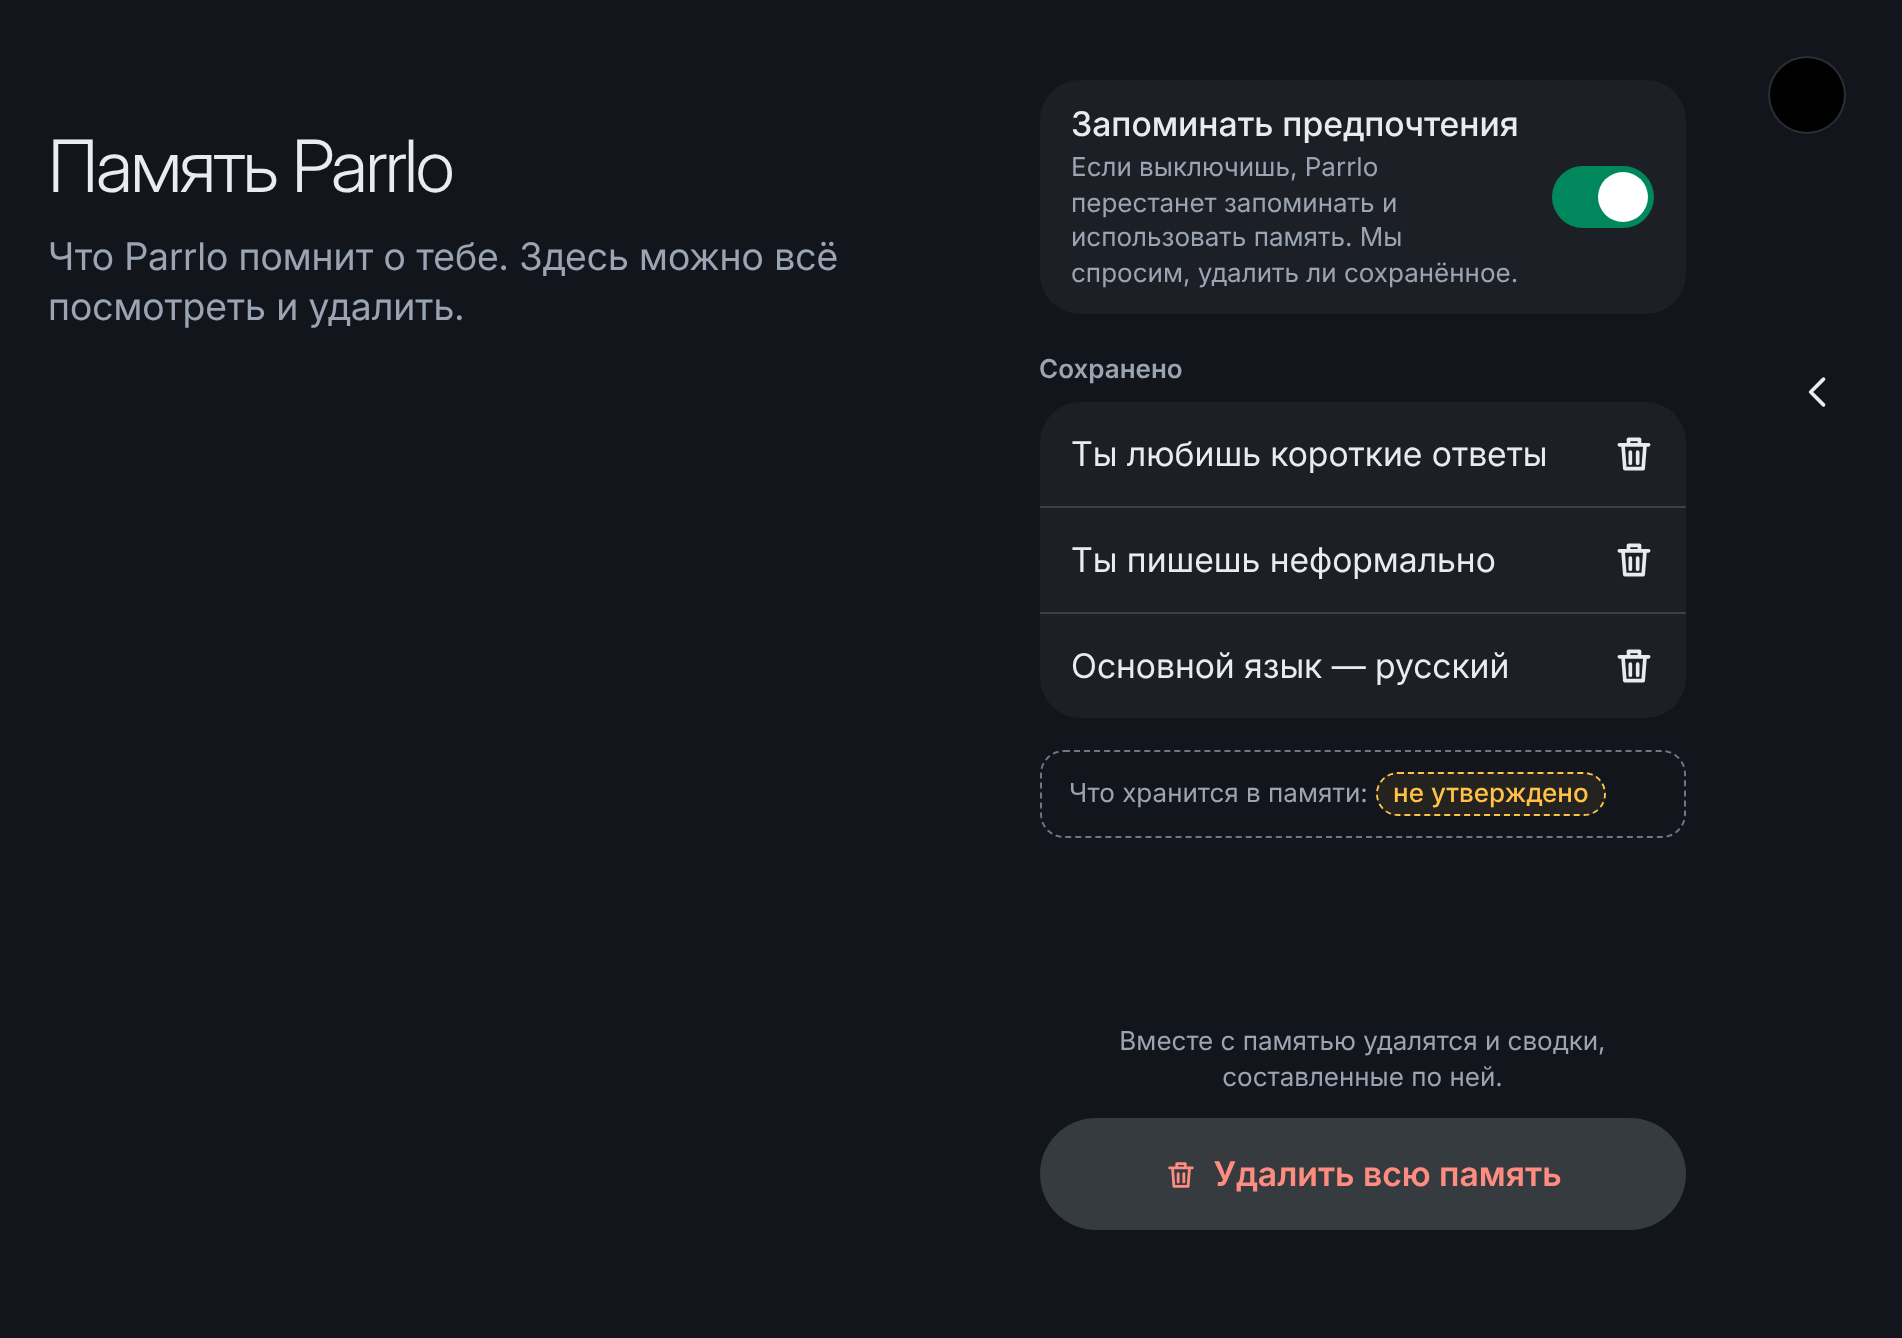 Память Parrlo
Что Parrlo помнит о тебе. Здесь можно всё
посмотреть и удалить.
Запоминать предпочтения
Если выключишь, Parrlo
перестанет запоминать и
использовать память. Мы
спросим, удалить ли сохранённое.
Сохранено
Ты любишь короткие ответы
Ты пишешь неформально
Основной язык — русский
Что хранится в памяти: не утверждено
Вместе с памятью удалятся и сводки,
составленные по ней.
Удалить всю память